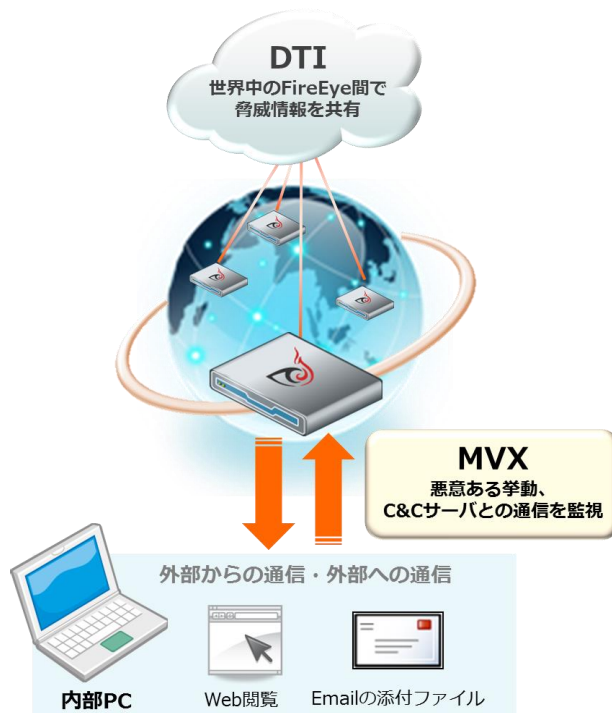 DTI
世界中のFireEye間で
脅威情報を共有
MVX
悪意ある挙動、
C&Cサーバとの通信を監視
外部からの通信・外部への通信
内部PC
Web閲覧
Emailの添付ファイル